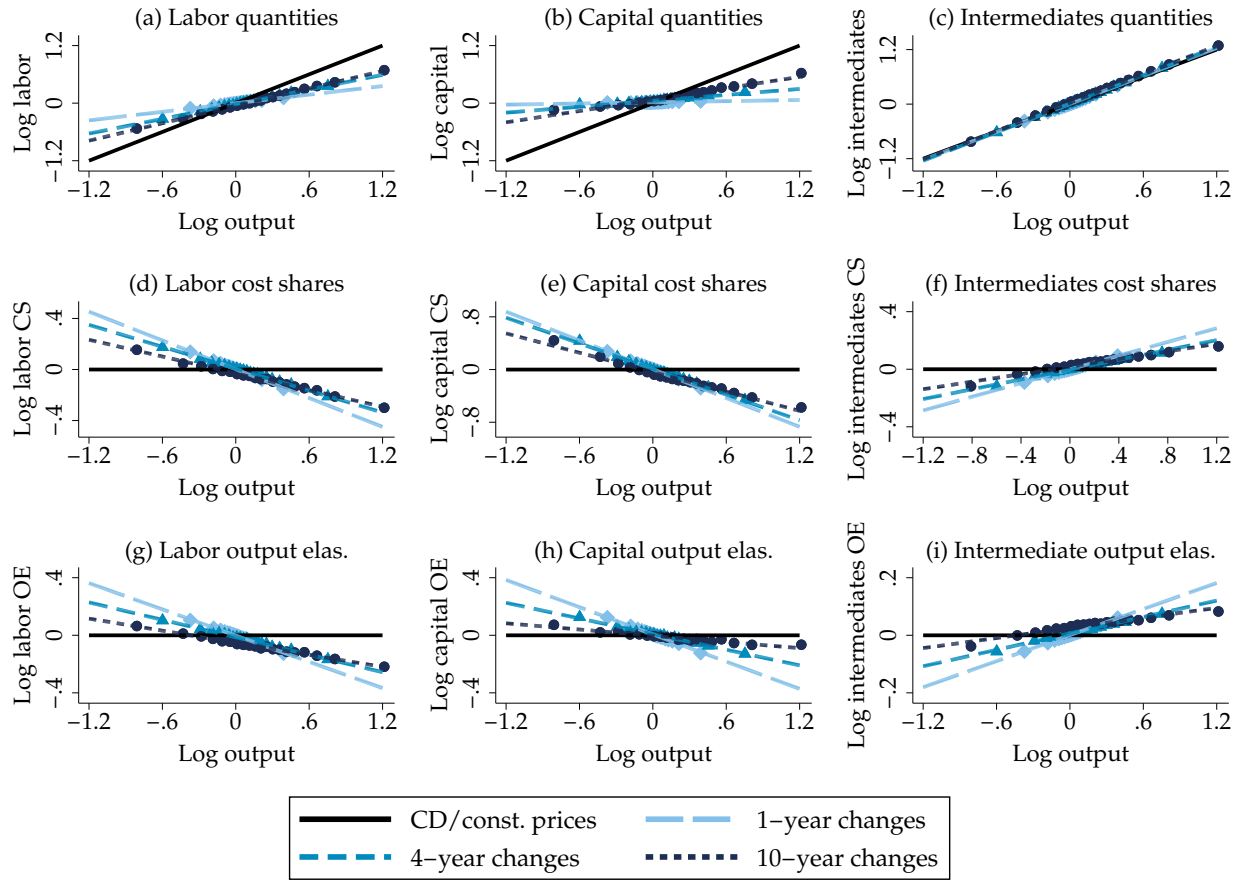 (a) Labor quantities
Log labor
1.2
0
−1.2
−1.2 −.6 0 .6 1.2
Log output
(b) Capital quantities
Log capital
1.2
0
−1.2
−1.2 −.6 0 .6 1.2
Log output
(c) Intermediates quantities
Log intermediates
1.2
0
−1.2
−1.2 −.6 0 .6 1.2
Log output
(d) Labor cost shares
Log labor CS
.4
0
−.4
−1.2 −.6 0 .6 1.2
Log output
(e) Capital cost shares
Log capital CS
.8
0
−.8
−1.2 −.6 0 .6 1.2
Log output
(f) Intermediates cost shares
Log intermediates CS
.4
0
−.4
−1.2 −.8 −.4 0 .4 .8 1.2
Log output
(g) Labor output elas.
Log labor OE
.4
0
−.4
−1.2 −.6 0 .6 1.2
Log output
(h) Capital output elas.
Log capital OE
.4
0
−.4
−1.2 −.6 0 .6 1.2
Log output
(i) Intermediate output elas.
Log intermediates OE
.2
0
−.2
−1.2 −.6 0 .6 1.2
Log output
CD/const. prices
1−year changes
4−year changes
10−year changes